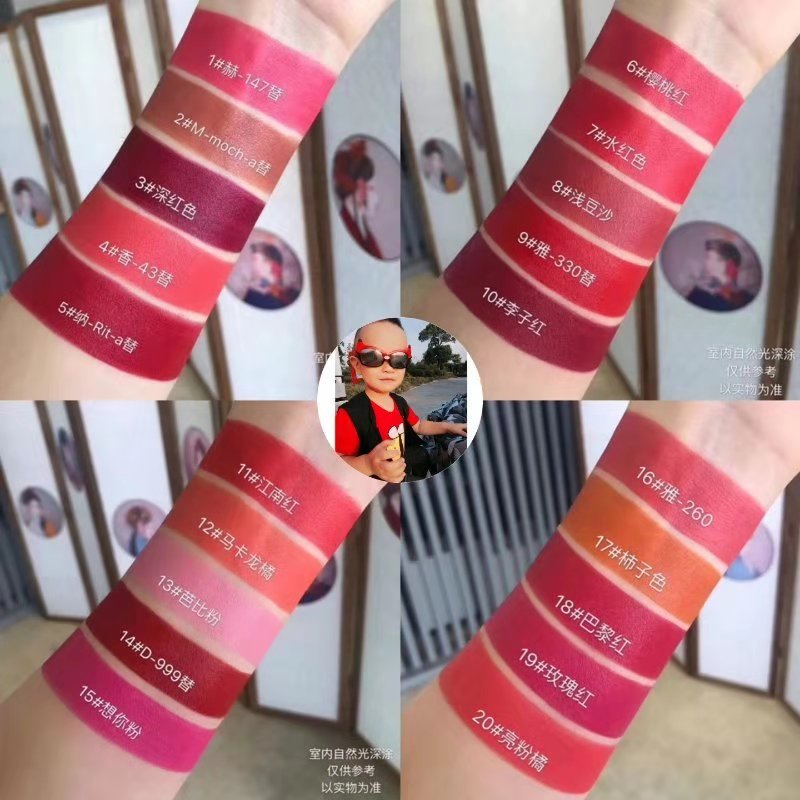 1#赫-147替
2#M-moch-a替
3#深红色
4#香-43替
5#纳-Rit-a替
室内
6#樱桃红
7#水红色
8#浅豆沙
9#雅-330替
10#李子红
室内自然光深涂
仅供参考
以实物为准
11#江南红
12#马卡龙橘
13#芭比粉
14#D-999替
15#想你粉
室内自然光深涂
仅供参考
以实物为准
16#雅-260
17#柿子色
18#巴黎红
19#玫瑰红
20#亮粉橘